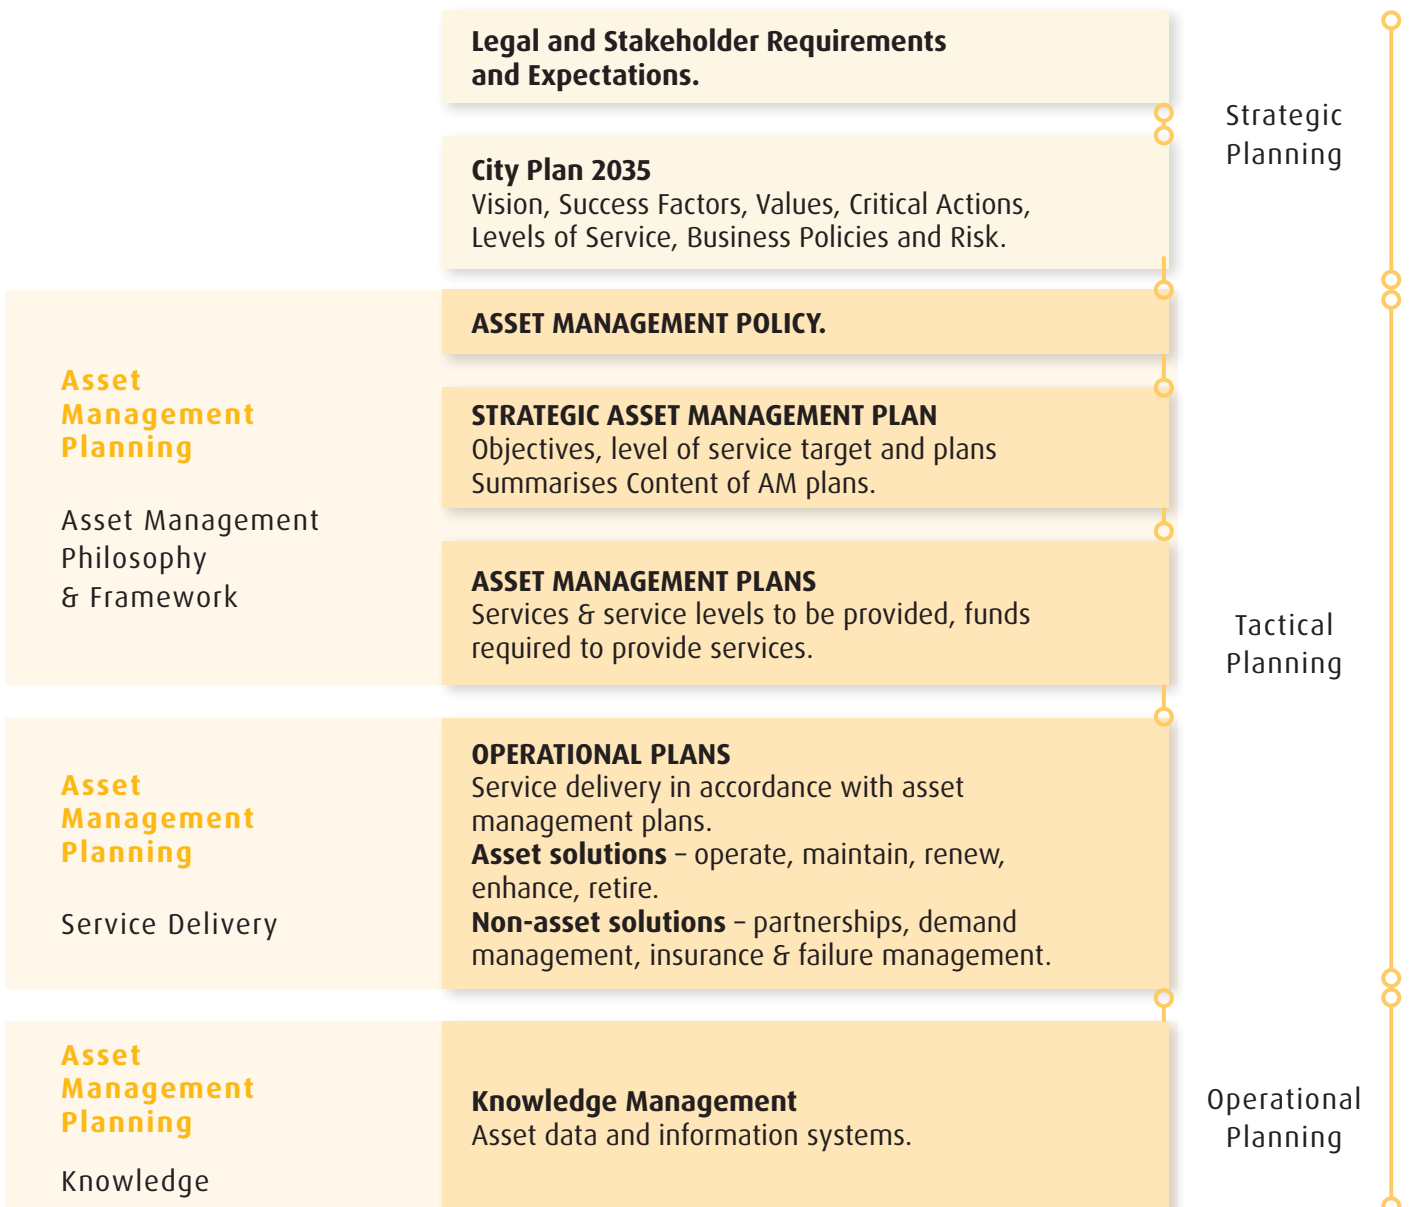 Legal and Stakeholder Requirements
and Expectations.
Strategic
Planning
City Plan 2035
Vision, Success Factors, Values, Critical Actions,
Levels of Service, Business Policies and Risk.
Asset
Management
Planning
Asset Management
Philosophy
& Framework
ASSET MANAGEMENT POLICY.
STRATEGIC ASSET MANAGEMENT PLAN
Objectives, level of service target and plans
Summarises Content of AM plans.
ASSET MANAGEMENT PLANS
Services & service levels to be provided, funds
required to provide services.
Tactical
Planning
Asset
Management
Planning
Service Delivery
OPERATIONAL PLANS
Service delivery in accordance with asset
management plans.
Asset solutions – operate, maintain, renew,
enhance, retire.
Non-asset solutions – partnerships, demand
management, insurance & failure management.
Asset
Management
Planning
Knowledge
Knowledge Management
Asset data and information systems.
Operational
Planning